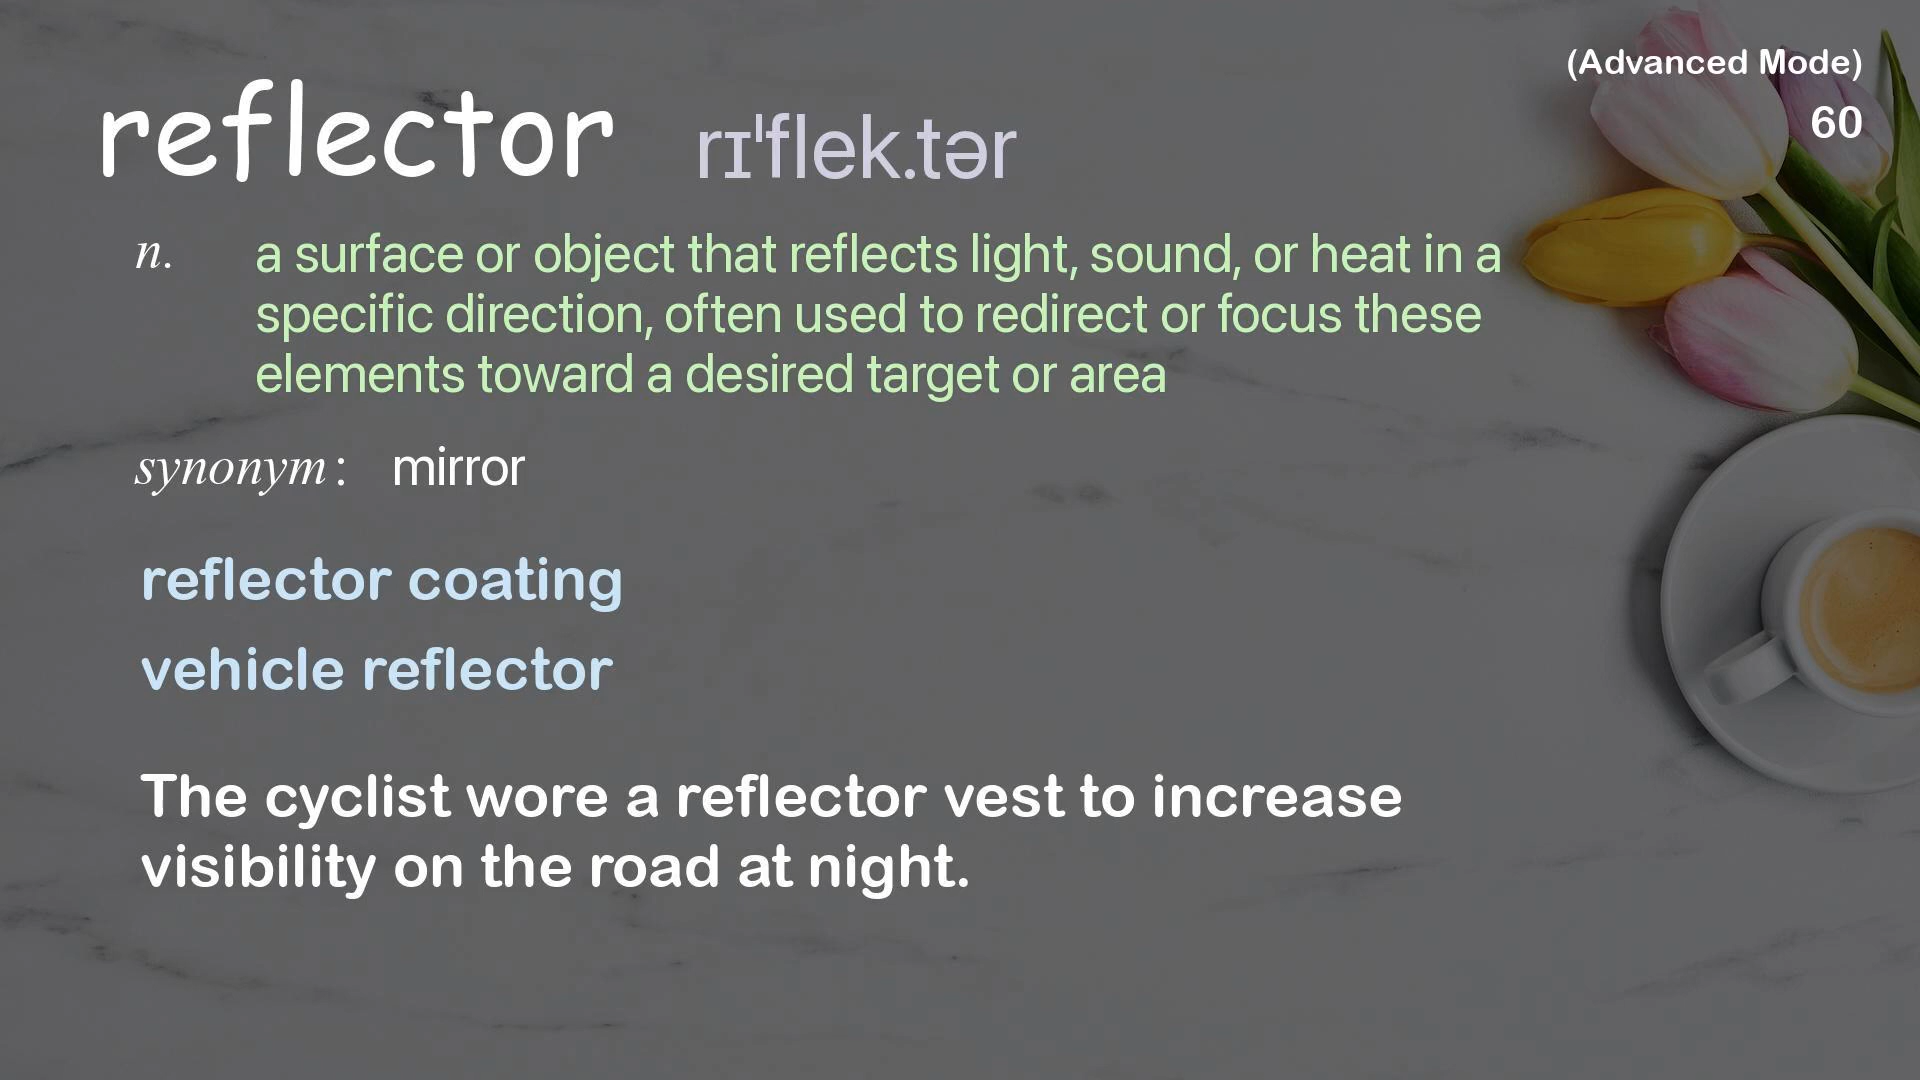 (Advanced Mode)
60
reflector rɪˈflek.tər
n. a surface or object that reflects light, sound, or heat in a
specific direction, often used to redirect or focus these
elements toward a desired target or area
synonym: mirror
reflector coating
vehicle reflector
The cyclist wore a reflector vest to increase
visibility on the road at night.